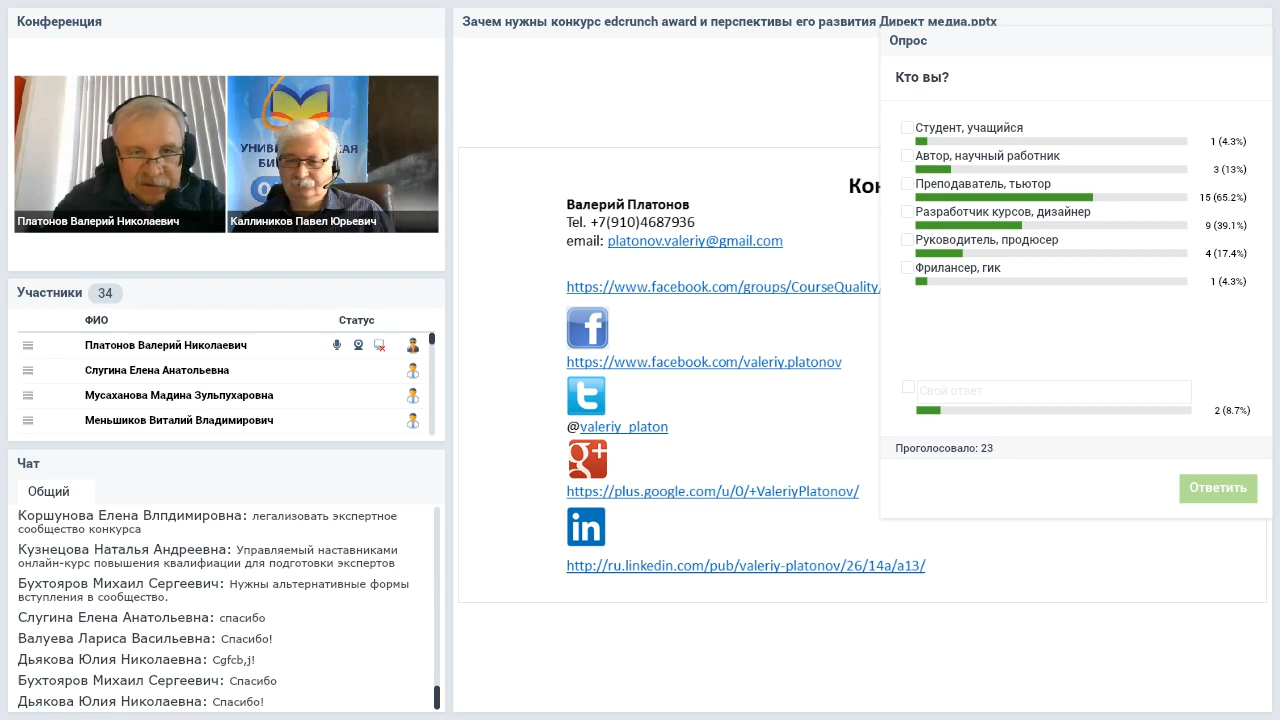 Конференция
УНИВ
СКАЯ
БИ
Платонов Валерий Николаевич
Каллиников Павел Юрьевич
Участники 34
ФИО Статус
Платонов Валерий Николаевич
Слугина Елена Анатольевна
Мусаханова Мадина Зульпухаровна
Меньшиков Виталий Владимирович
Чат
Общий
Коршунова Елена Влпдимировна: легализовать экспертное
сообщество конкурса
Кузнецова Наталья Андреевна: Управляемый наставниками
онлайн-курс повышения квалифиации для подготовки экспертов
Бухтояров Михаил Сергеевич: Нужны альтернативные формы
вступления в сообщество.
Слугина Елена Анатольевна: спасибо
Валуева Лариса Васильевна: Спасибо!
Дьякова Юлия Николаевна: Cgfcb,j!
Бухтояров Михаил Сергеевич: Спасибо
Дьякова Юлия Николаевна: Спасибо!
Зачем нужны конкурс edcrunch award и перспективы его развития Директ медиа.pptx
Кон
Валерий Платонов
Tel. +7(910)4687936
email: platonov.valeriy@gmail.com
https://www.facebook.com/groups/CourseQuality/
f
https://www.facebook.com/valeriy.platonov
t
@valeriy_platon
g+
https://plus.google.com/u/0/+ValeriyPlatonov/
in
http://ru.linkedin.com/pub/valeriy-platonov/26/14a/a13/
Опрос
Кто вы?
Студент, учащийся
1 (4.3%)
Автор, научный работник
3 (13%)
Преподаватель, тьютор
15 (65.2%)
Разработчик курсов, дизайнер
9 (39.1%)
Руководитель, продюсер
4 (17.4%)
Фрилансер, гик
1 (4.3%)
Свой ответ
2 (8.7%)
Проголосовало: 23
Ответить